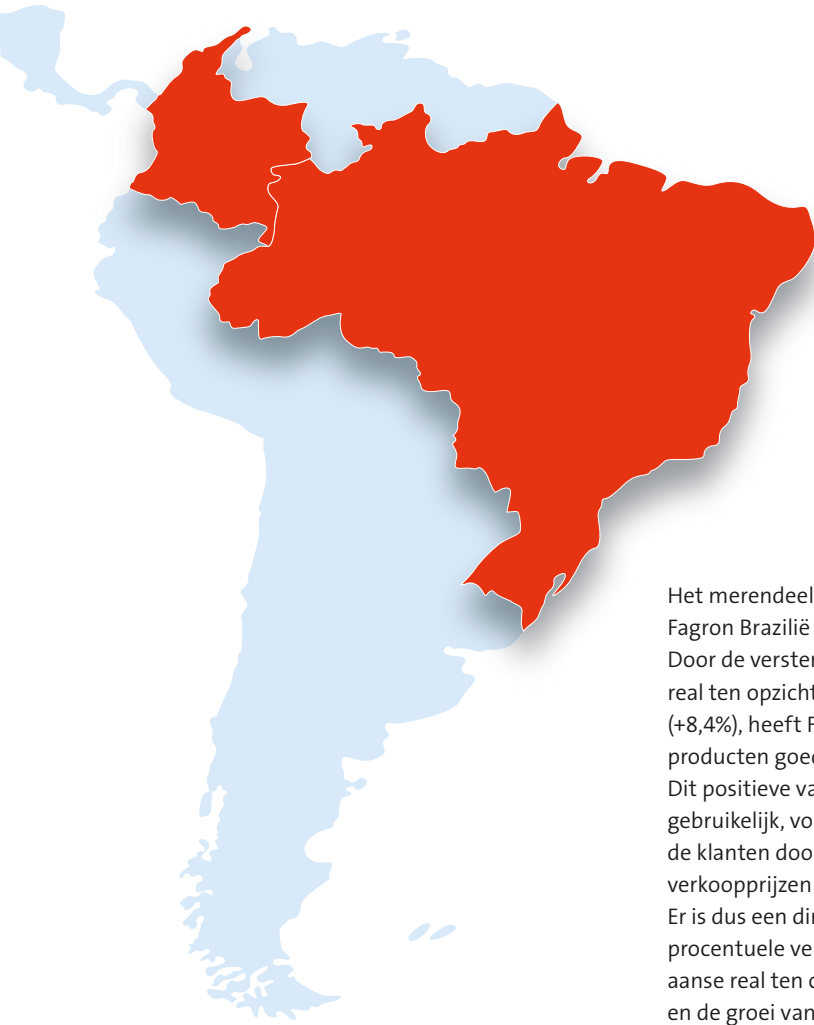 Het merendeel
Fagron Brazilië
Door de verster
real ten opzicht
(+8,4%), heeft F
producten goed
Dit positieve va
gebruikelijk, vo
de klanten doo
verkoopprijzen
Er is dus een dir
procentuele ve
aanse real ten o
en de groei van